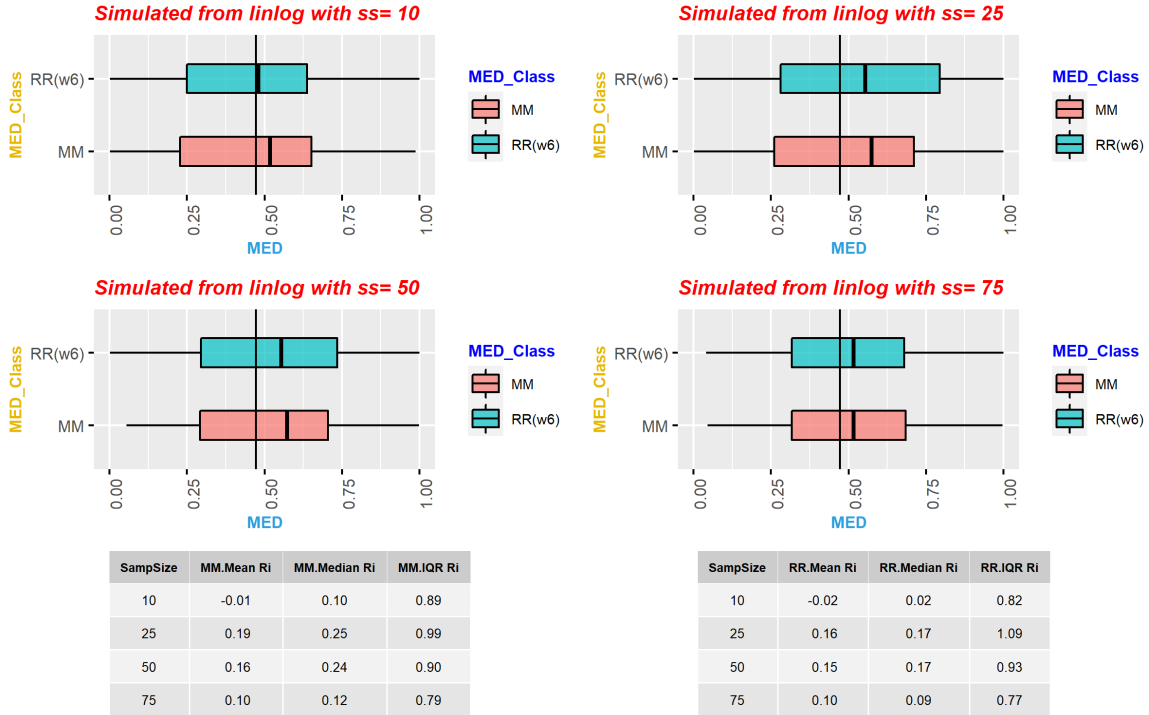 Simulated from linlog with ss= 10
MED_Class
RR(w6)
MM
0.00
0.25
0.50
0.75
1.00
MED
MED_Class
MM
RR(w6)
Simulated from linlog with ss= 25
MED_Class
RR(w6)
MM
0.00
0.25
0.50
0.75
1.00
MED
MED_Class
MM
RR(w6)
Simulated from linlog with ss= 50
MED_Class
RR(w6)
MM
0.00
0.25
0.50
0.75
1.00
MED
MED_Class
MM
RR(w6)
Simulated from linlog with ss= 75
MED_Class
RR(w6)
MM
0.00
0.25
0.50
0.75
1.00
MED
MED_Class
MM
RR(w6)
SampSize MM.Mean Ri MM.Median Ri MM.IQR Ri
10 -0.01 0.10 0.89
25 0.19 0.25 0.99
50 0.16 0.24 0.90
75 0.10 0.12 0.79
SampSize RR.Mean Ri RR.Median Ri RR.IQR Ri
10 -0.02 0.02 0.82
25 0.16 0.17 1.09
50 0.15 0.17 0.93
75 0.10 0.09 0.77